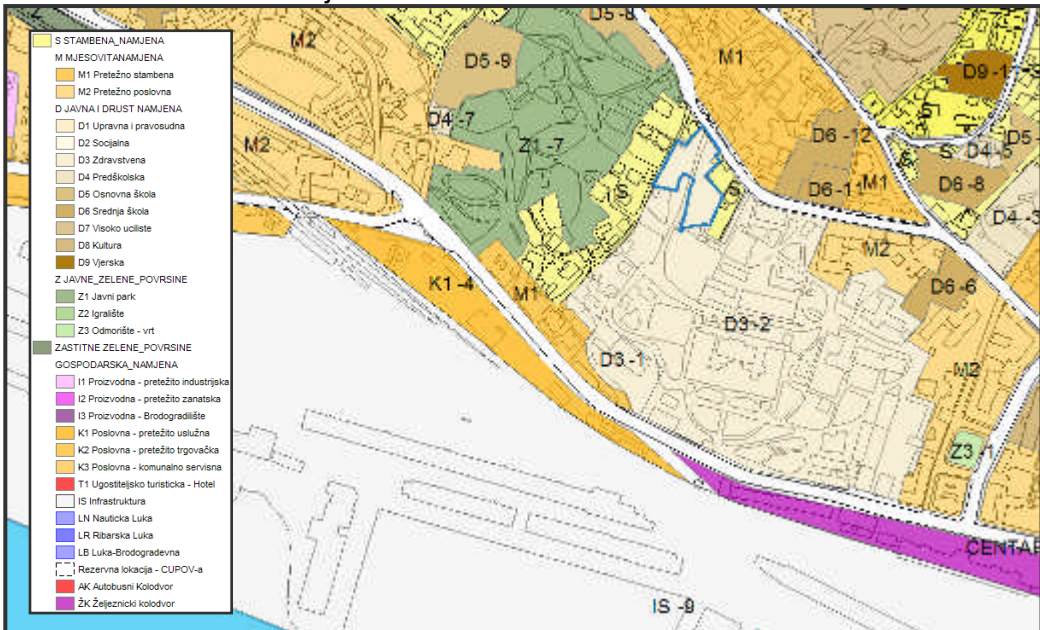 S STAMBENA_NAMJENA
M MJESOVITANAMJENA
M1 Pretežno stambena
M2 Pretežno poslovna
D JAVNA I DRUST NAMJENA
D1 Upravna i pravosudna
D2 Socijalna
D3 Zdravstvena
D4 Predškolska
D5 Osnovna škola
D6 Srednja škola
D7 Visoko uciliste
D8 Kultura
D9 Vjerska
Z JAVNE_ZELENE_POVRSINE
Z1 Javni park
Z2 Igralište
Z3 Odmorište - vrt
ZASTITNE ZELENE_POVRSINE
GOSPODARSKA_NAMJENA
I1 Proizvodna - pretežito industrijska
I2 Proizvodna - pretežito zanatska
I3 Proizvodna - Brodogradilište
K1 Poslovna - pretežito uslužna
K2 Poslovna - pretežito trgovačka
K3 Poslovna - komunalno servisna
T1 Ugostiteljsko turisticka - Hotel
IS Infrastruktura
LN Nauticka Luka
LR Ribarska Luka
LB Luka-Brodogradevna
Rezervna lokacija - CUPOV-a
AK Autobusni Kolodvor
ŽK Željeznicki kolodvor
D5-8
M2
D5-9
M1
D9-1
D4-7
Z1-7
D6-12
S
D4-5
D5-
M2
S
S
S
D6-11
M1
D6-8
D4-3
M2
K1-4
M1
D6-6
D3-2
D3-1
M2
Z3-1
CENTAR
IS-9